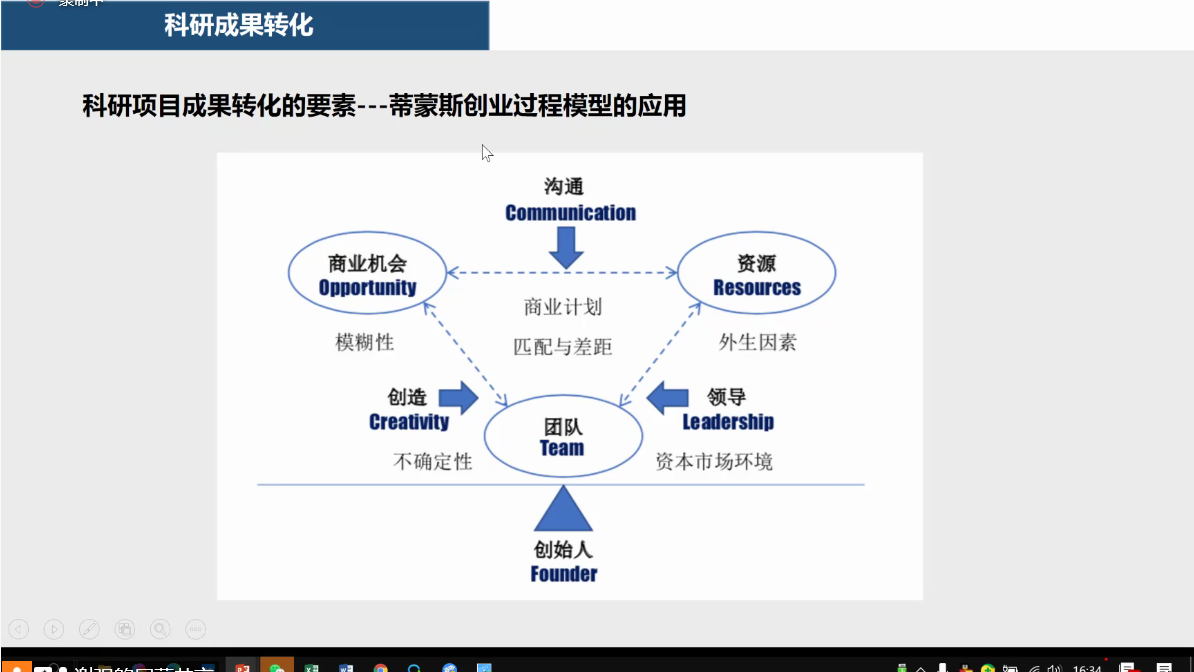 科研成果转化
科研项目成果转化的要素---蒂蒙斯创业过程模型的应用
沟通
Communication
商业机会
Opportunity
资源
Resources
商业计划
模糊性
匹配与差距
外生因素
创造
Creativity
领导
Leadership
团队
Team
不确定性
资本市场环境
创始人
Founder
16:34